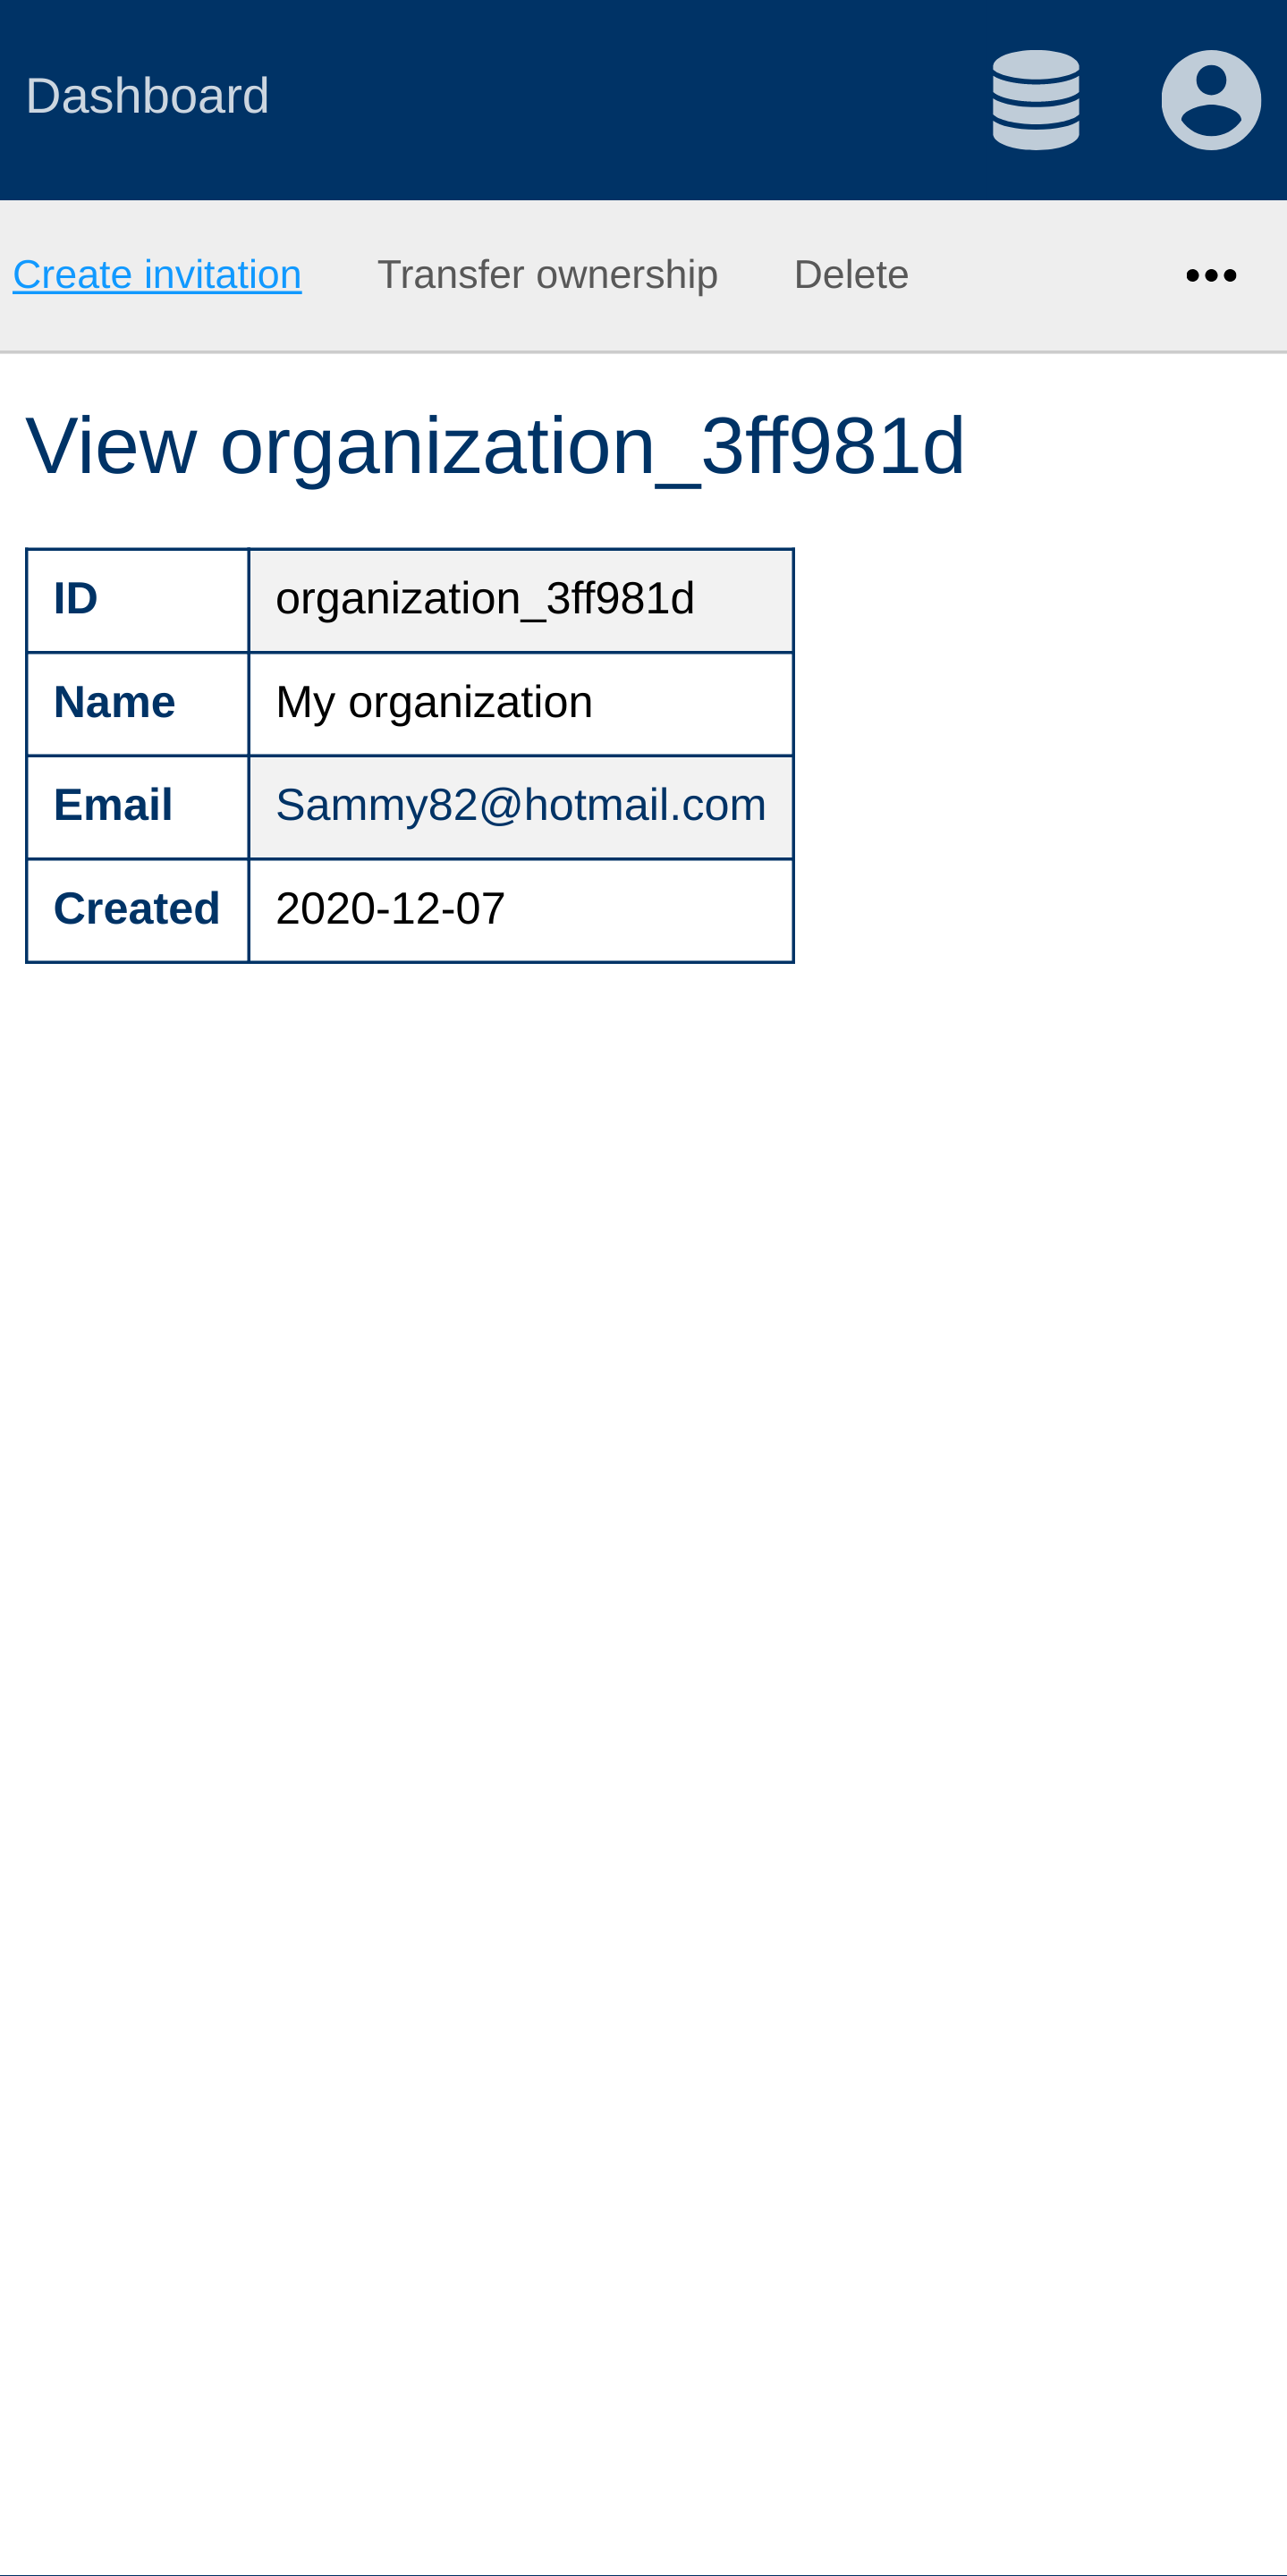 Dashboard
Create invitation Transfer ownership Delete
View organization_3ff981d
ID organization_3ff981d
Name My organization
Email Sammy82@hotmail.com
Created 2020-12-07